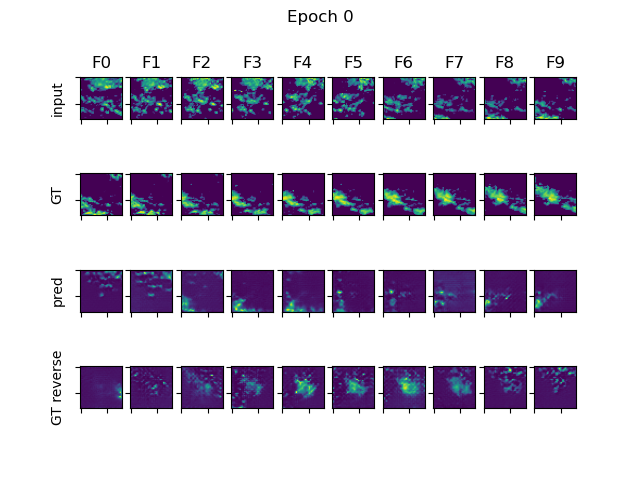 Epoch 0
F0 F1 F2 F3 F4 F5 F6 F7 F8 F9
input
GT
pred
GT reverse